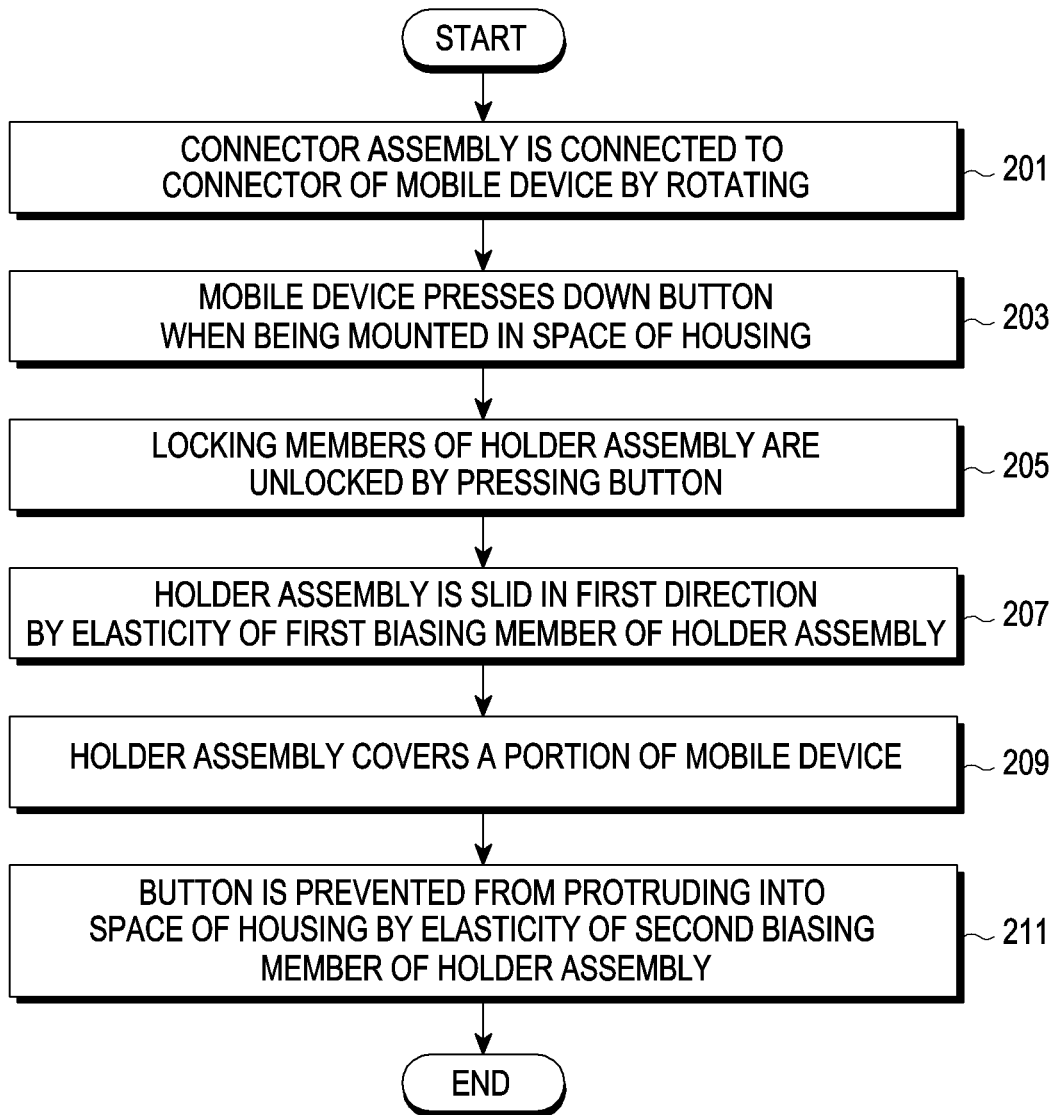 START
CONNECTOR ASSEMBLY IS CONNECTED TO
CONNECTOR OF MOBILE DEVICE BY ROTATING
201
MOBILE DEVICE PRESSES DOWN BUTTON
WHEN BEING MOUNTED IN SPACE OF HOUSING
203
LOCKING MEMBERS OF HOLDER ASSEMBLY ARE
UNLOCKED BY PRESSING BUTTON
205
HOLDER ASSEMBLY IS SLID IN FIRST DIRECTION
BY ELASTICITY OF FIRST BIASING MEMBER OF HOLDER ASSEMBLY
207
HOLDER ASSEMBLY COVERS A PORTION OF MOBILE DEVICE
209
BUTTON IS PREVENTED FROM PROTRUDING INTO
SPACE OF HOUSING BY ELASTICITY OF SECOND BIASING
MEMBER OF HOLDER ASSEMBLY
211
END